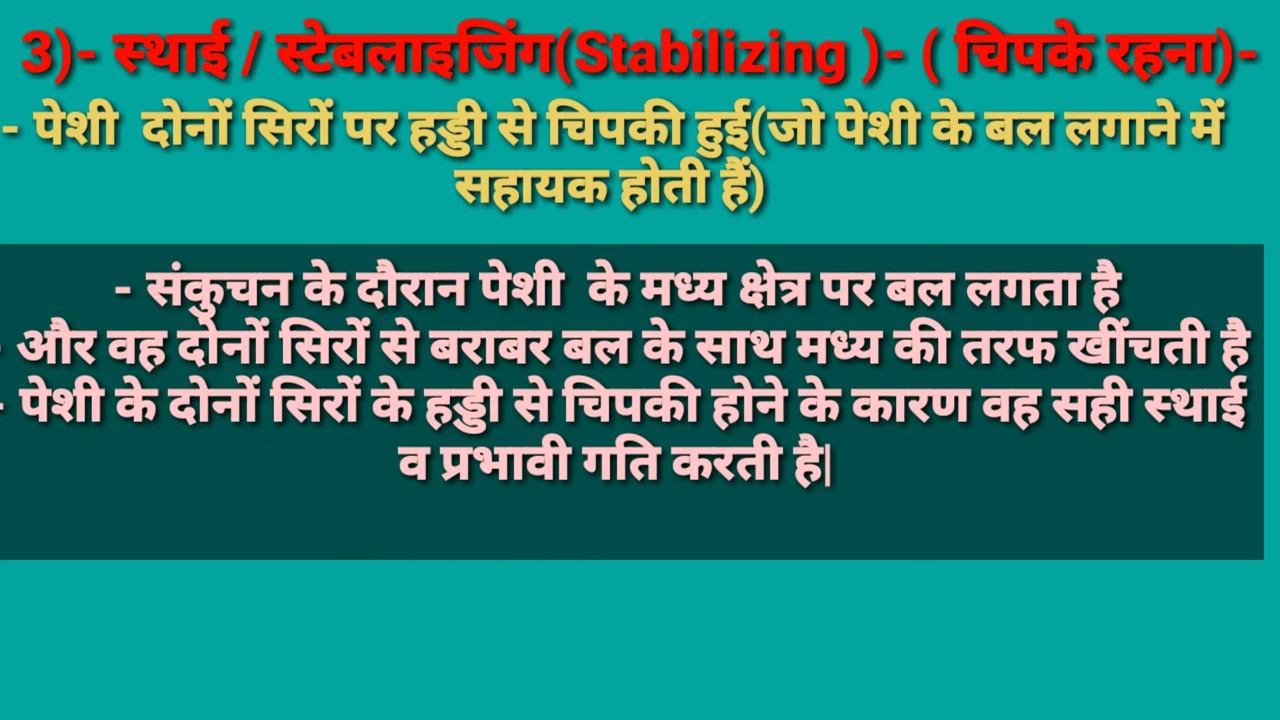 3)- स्थाई / स्टेबलाइजिंग(Stabilizing )- ( चिपके रहना)-
- पेशी दोनों सिरों पर हड्डी से चिपकी हुई(जो पेशी के बल लगाने में
सहायक होती हैं)
- संकुचन के दौरान पेशी के मध्य क्षेत्र पर बल लगता है
- और वह दोनों सिरों से बराबर बल के साथ मध्य की तरफ खींचती है
- पेशी के दोनों सिरों के हड्डी से चिपकी होने के कारण वह सही स्थाई
व प्रभावी गति करती है|